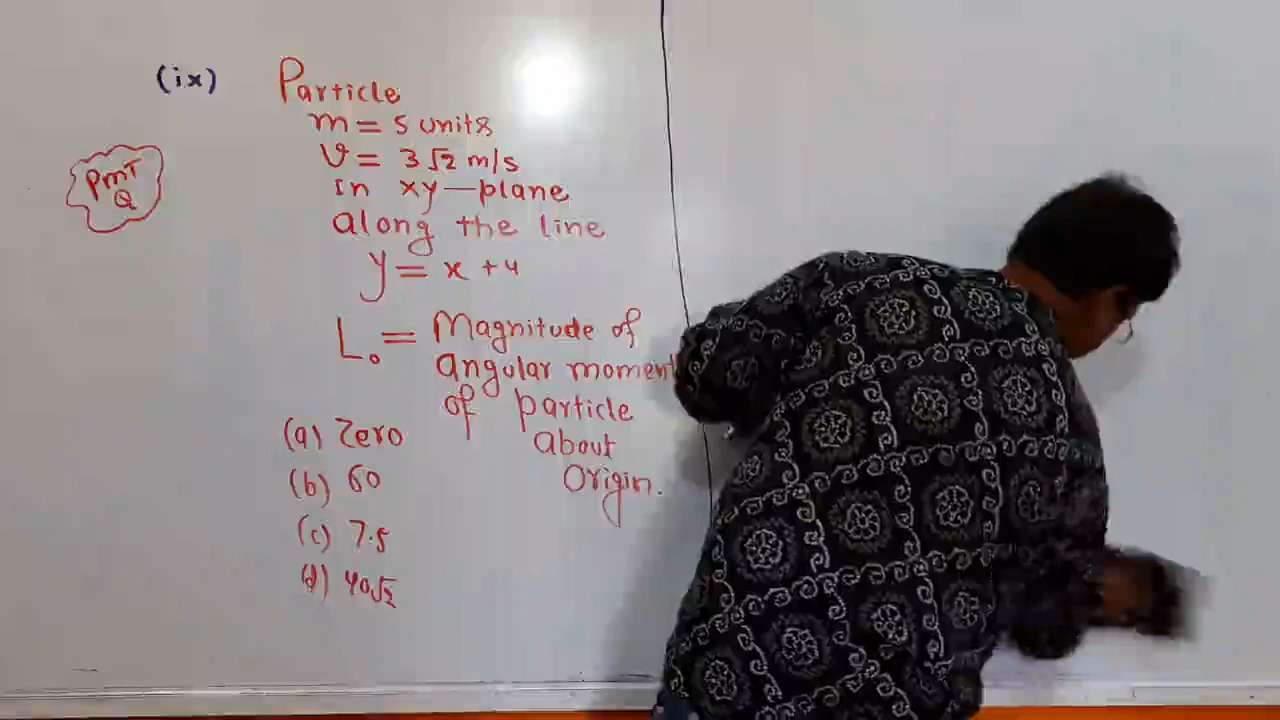 (ix) Particle
m = 5 units
v = 3√2 m/s
In xy-plane
along the line
y = x + 4
L₀ = Magnitude of
angular moment
of particle
about
Origin.
(a) Zero
(b) 60
(c) 7.5
(d) 40√2
PMT
Q